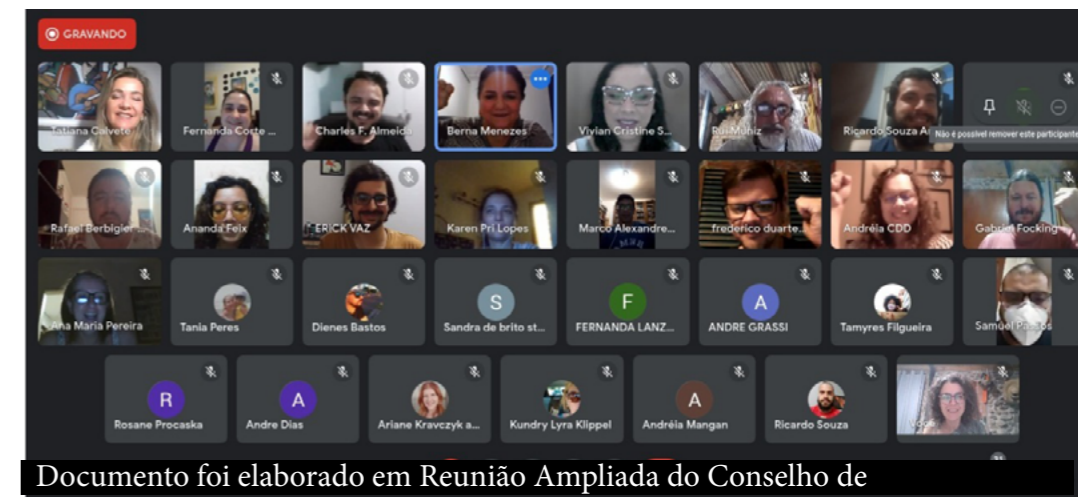 GRAVANDO
Tatiana Calvete
Fernanda Corte ...
Charles F. Almeida
Berna Menezes
Vivian Cristine S...
Rui Muniz
Ricardo Souza A
Não é possível remover este participante
Rafael Berbigier
Ananda Feix
ERICK VAZ
Karen Pri Lopes
Marco Alexandre...
frederico duarte...
Andréia CDD
Gabriel Focking
Ana Maria Pereira
Tania Peres
Dienes Bastos
S
Sandra de brito st...
F
FERNANDA LANZ...
A
ANDRE GRASSI
Tamyres Filgueira
Samuel
R
Rosane Procaska
A
Andre Dias
Ariane Kravczyk a...
Kundry Lyra Klippel
A
Andréia Mangan
Ricardo Souza
Você
Documento foi elaborado em Reunião Ampliada do Conselho de